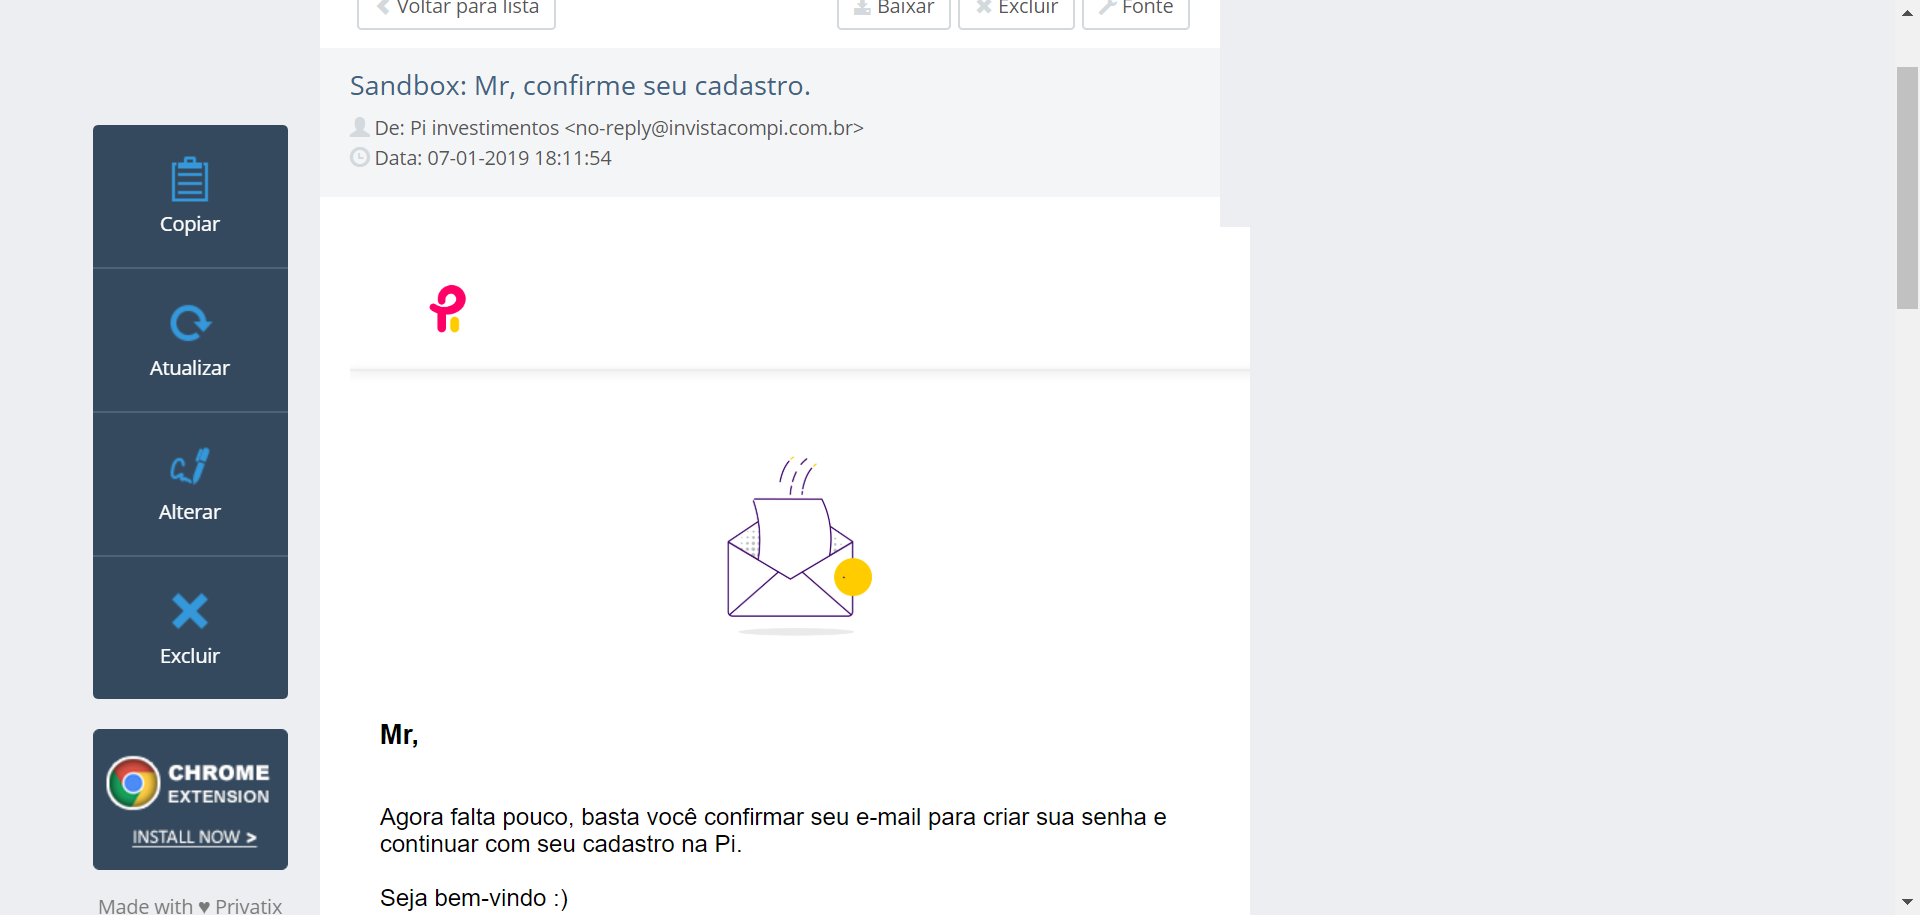 Voltar para lista
Baixar
Excluir
Fonte
Sandbox: Mr, confirme seu cadastro.
De: Pi investimentos <no-reply@invistacompi.com.br>
Data: 07-01-2019 18:11:54
Copiar
Atualizar
Alterar
Excluir
CHROME
EXTENSION
INSTALL NOW >
Made with ♥ Privatix
Pi
Mr,
Agora falta pouco, basta você confirmar seu e-mail para criar sua senha e
continuar com seu cadastro na Pi.
Seja bem-vindo :)